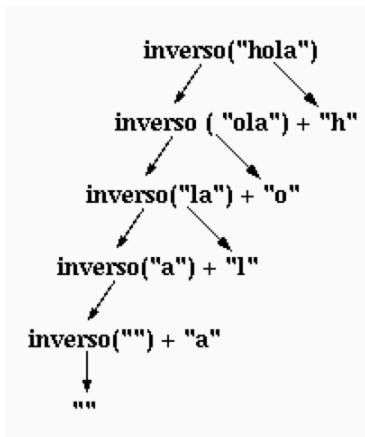 inverso("hola")
inverso ( "ola") + "h"
inverso("la") + "o"
inverso("a") + "l"
inverso("") + "a"
""